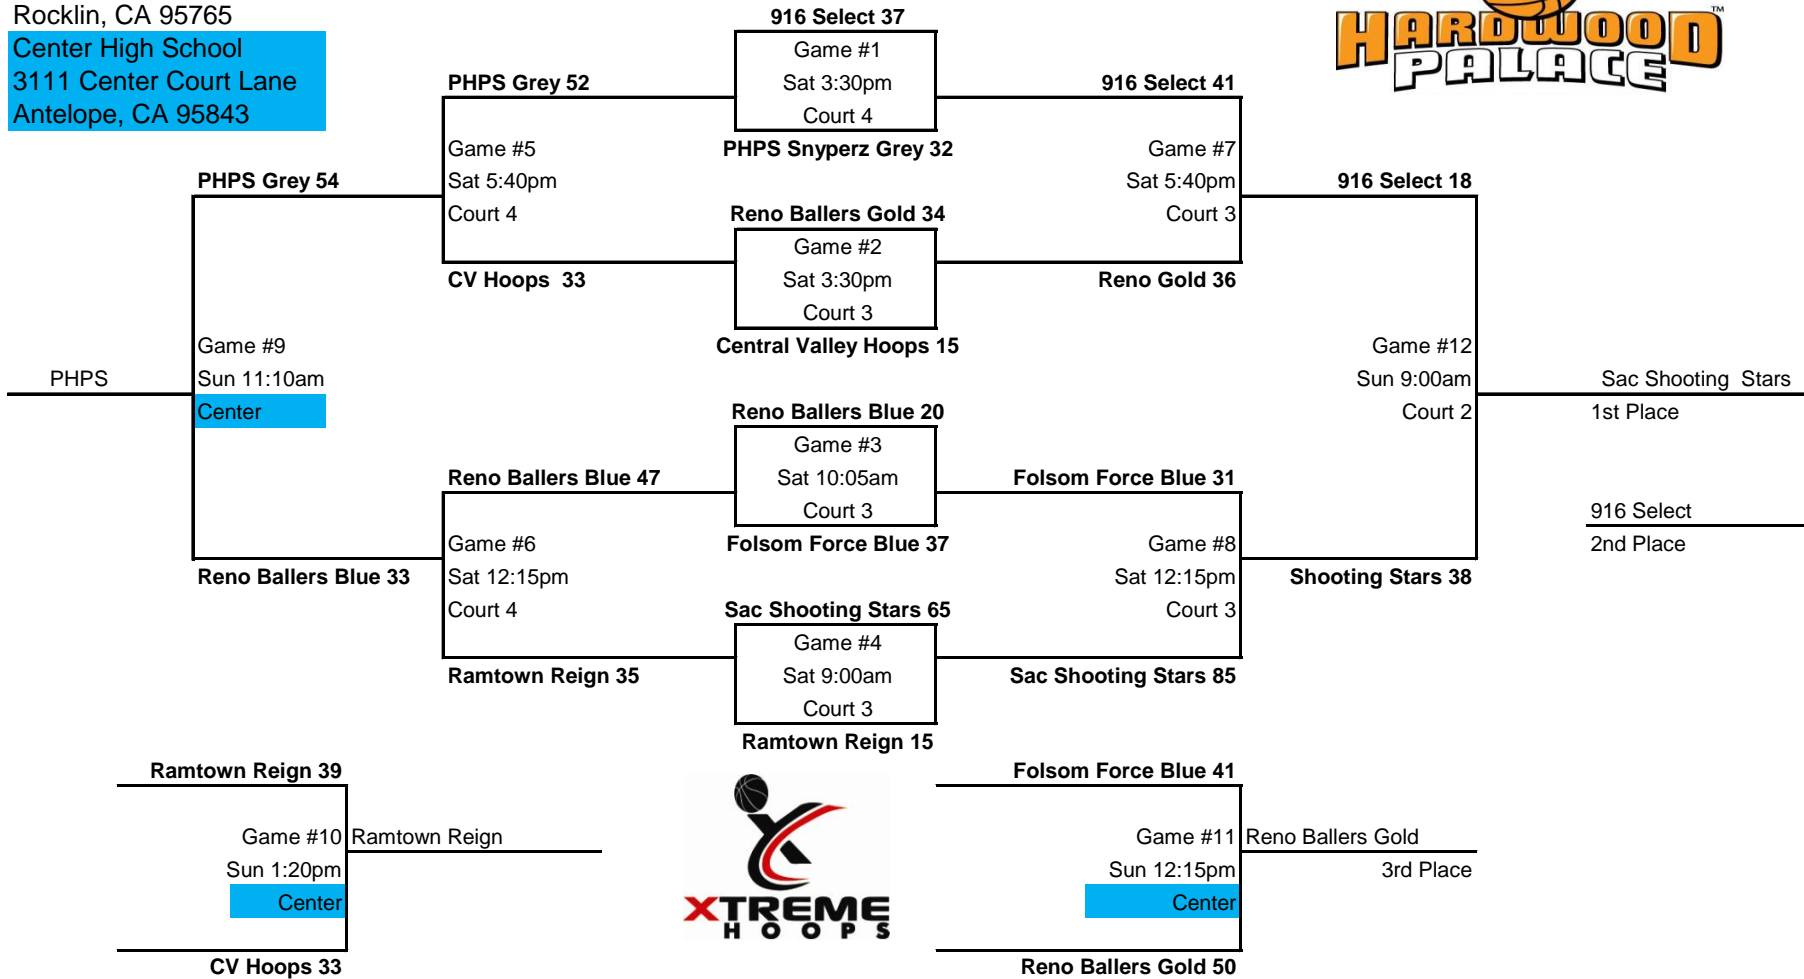 Rocklin, CA 95765
Center High School
3111 Center Court Lane
Antelope, CA 95843
HARDWOOD
PALACE
TM
916 Select 37
Game #1
Sat 3:30pm
Court 4
PHPS Snyperz Grey 32
PHPS Grey 52
Game #5
Sat 5:40pm
Court 4
CV Hoops  33
916 Select 41
Game #7
Sat 5:40pm
Court 3
Reno Gold 36
PHPS Grey 54
916 Select 18
Reno Ballers Gold 34
Game #2
Sat 3:30pm
Court 3
Central Valley Hoops 15
PHPS
Game #9
Sun 11:10am
Center
Game #12
Sun 9:00am
Court 2
Sac Shooting  Stars
1st Place
916 Select
2nd Place
Reno Ballers Blue 20
Game #3
Sat 10:05am
Court 3
Folsom Force Blue 37
Reno Ballers Blue 47
Game #6
Sat 12:15pm
Court 4
Ramtown Reign 35
Folsom Force Blue 31
Game #8
Sat 12:15pm
Court 3
Sac Shooting Stars 85
Reno Ballers Blue 33
Shooting Stars 38
Sac Shooting Stars 65
Game #4
Sat 9:00am
Court 3
Ramtown Reign 15
Ramtown Reign 39
Game #10
Sun 1:20pm
Center
CV Hoops 33
Ramtown Reign
XTREME
HOOPS
Folsom Force Blue 41
Game #11
Sun 12:15pm
Center
Reno Ballers Gold 50
Reno Ballers Gold
3rd Place